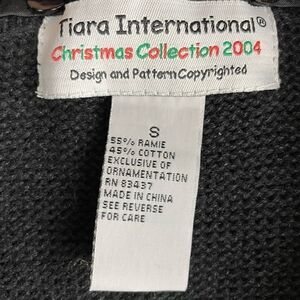 Tiara International®
Christmas Collection 2004
Design and Pattern Copyrighted
S
55% RAMIE
45% COTTON
EXCLUSIVE OF
ORNAMENTATION
RN 83437
MADE IN CHINA
SEE REVERSE
FOR CARE